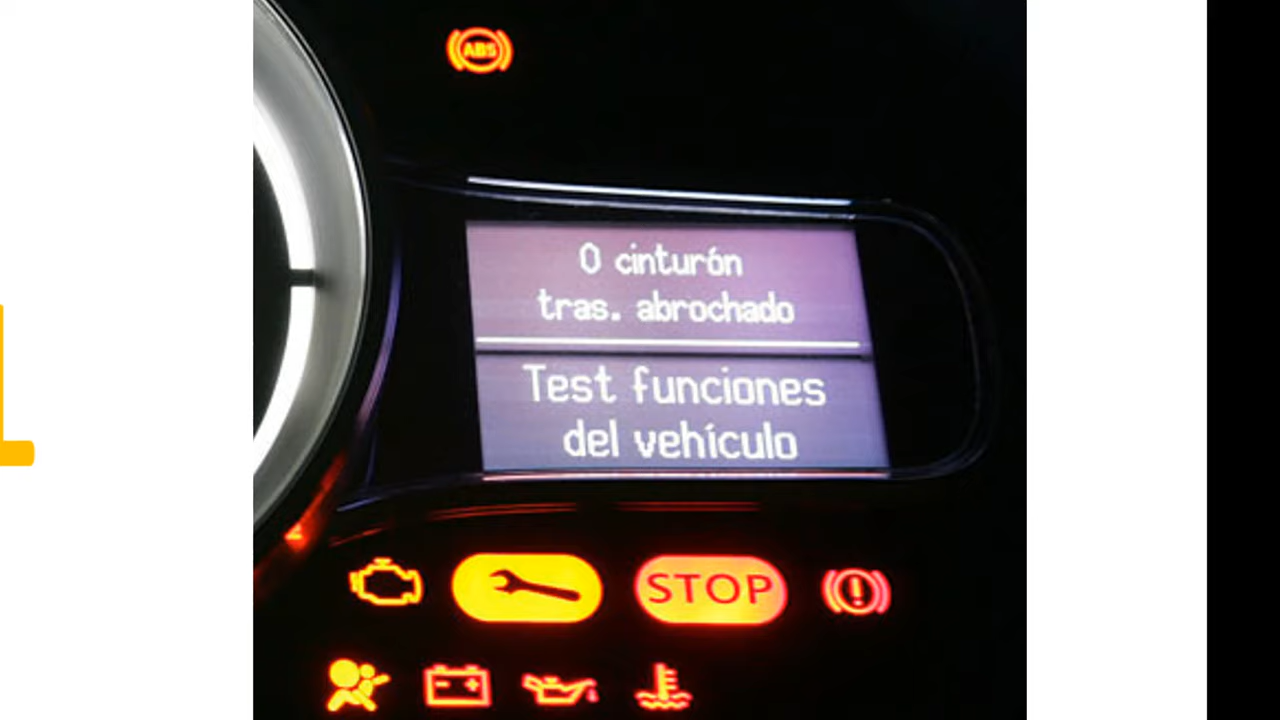 ABS
0 cinturón
tras. abrochado
Test funciones
del vehículo
STOP